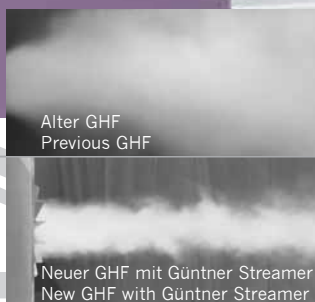 Alter GHF
Previous GHF
Neuer GHF mit Güntner Streamer
New GHF with Güntner Streamer